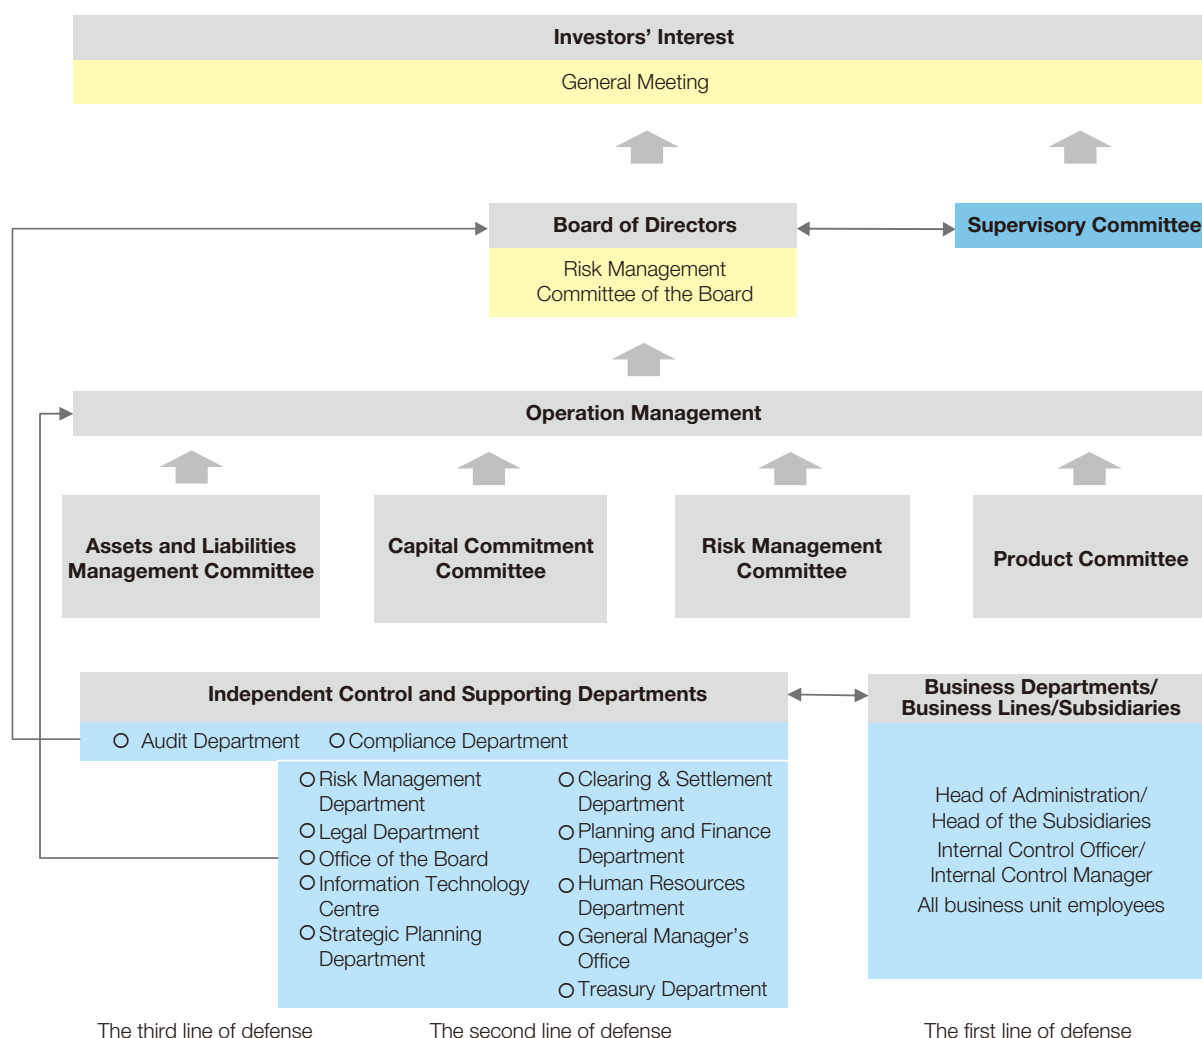 Investors’ Interest
General Meeting
Board of Directors
Risk Management
Committee of the Board
Supervisory Committee
Operation Management
Assets and Liabilities
Management Committee
Capital Commitment
Committee
Risk Management
Committee
Product Committee
Independent Control and Supporting Departments
Audit Department
Compliance Department
Risk Management
Department
Legal Department
Office of the Board
Information Technology
Centre
Strategic Planning
Department
Clearing & Settlement
Department
Planning and Finance
Department
Human Resources
Department
General Manager’s
Office
Treasury Department
Business Departments/
Business Lines/Subsidiaries
Head of Administration/
Head of the Subsidiaries
Internal Control Officer/
Internal Control Manager
All business unit employees
The third line of defense
The second line of defense
The first line of defense